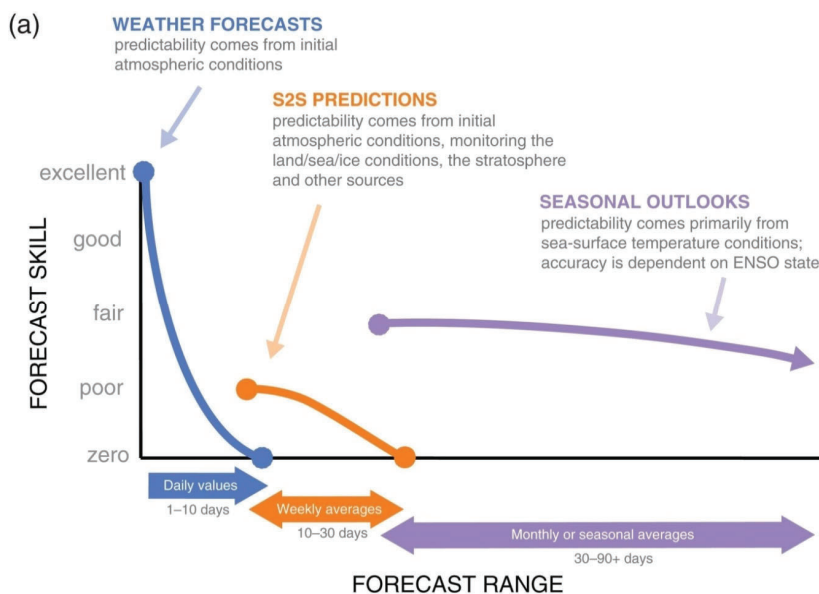 (a)
WEATHER FORECASTS
predictability comes from initial
atmospheric conditions
S2S PREDICTIONS
predictability comes from initial
atmospheric conditions, monitoring the
land/sea/ice conditions, the stratosphere
and other sources
SEASONAL OUTLOOKS
predictability comes primarily from
sea-surface temperature conditions;
accuracy is dependent on ENSO state
FORECAST SKILL
excellent
good
fair
poor
zero
Daily values
1–10 days
Weekly averages
10–30 days
Monthly or seasonal averages
30–90+ days
FORECAST RANGE